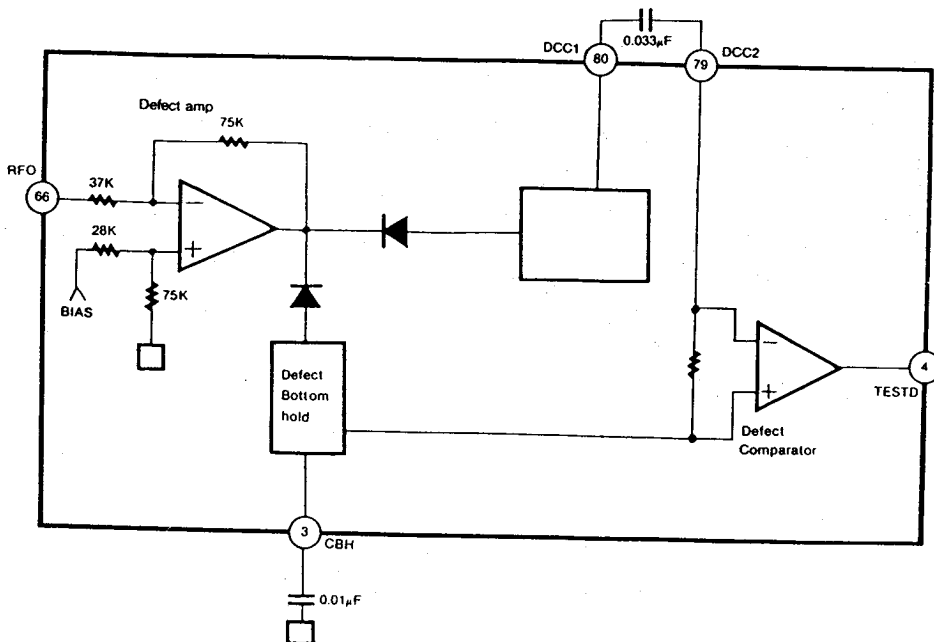 DCC1
80
0.033µF
79
DCC2
Defect amp
75K
RFO
66
37K
−
28K
+
75K
BIAS
Defect
Bottom
hold
−
+
4
TESTD
Defect
Comparator
3
CBH
0.01µF